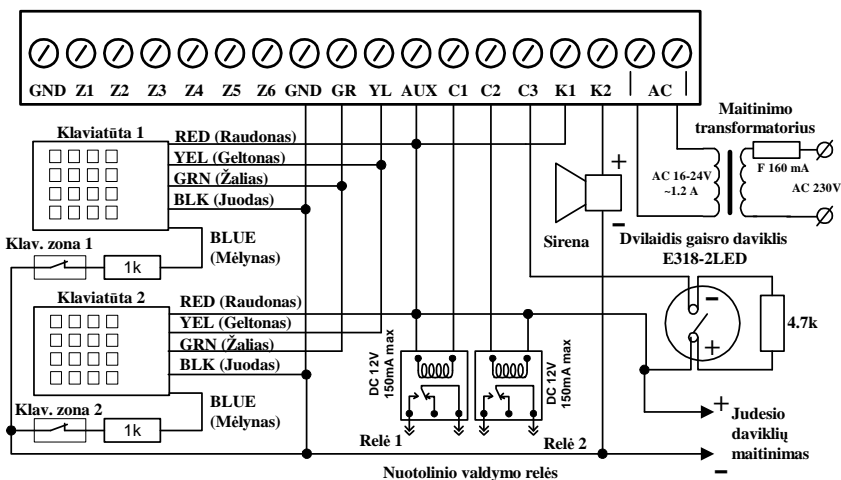 GND Z1 Z2 Z3 Z4 Z5 Z6 GND GR YL AUX C1 C2 C3 K1 K2 AC
Klaviatūta 1
RED (Raudonas)
YEL (Geltonas)
GRN (Žalias)
BLK (Juodas)
BLUE
(Mėlynas)
Klav. zona 1
1k
Klaviatūta 2
RED (Raudonas)
YEL (Geltonas)
GRN (Žalias)
BLK (Juodas)
BLUE
(Mėlynas)
Klav. zona 2
1k
DC 12V
150mA max
DC 12V
150mA max
Relė 1
Relė 2
Nuotolinio valdymo relės
+
–
Sirena
Maitinimo
transformatorius
F 160 mA
AC 16-24V
~1.2 A
AC 230V
Dvilaidis gaisro daviklis
E318-2LED
–
+
4.7k
+
Judesio
daviklių
maitinimas
–